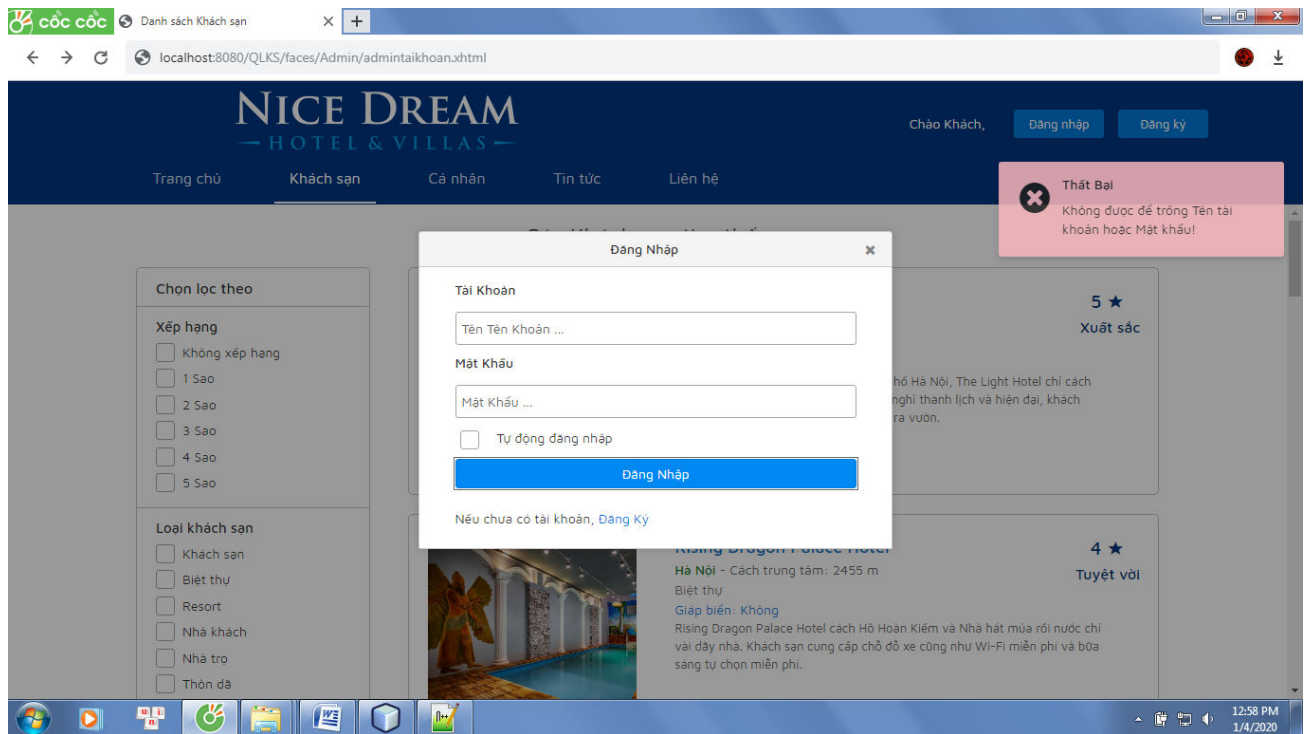 cốc cốc
Danh sách Khách sạn
localhost:8080/QLKS/faces/Admin/admintaikhoan.xhtml
NICE DREAM
HOTEL & VILLAS
Chào Khách,
Đăng nhập
Đăng ký
Trang chủ
Khách sạn
Cá nhân
Tin tức
Liên hệ
Thất Bại
Không được để trống Tên tài
khoản hoặc Mật khẩu!
Đăng Nhập
Tài Khoản
Tên Tên Khoản ...
Mật Khẩu
Mật Khẩu ...
Tự động đăng nhập
Đăng Nhập
Nếu chưa có tài khoản, Đăng Ký
Chọn lọc theo
Xếp hạng
Không xếp hạng
1 Sao
2 Sao
3 Sao
4 Sao
5 Sao
Loại khách sạn
Khách sạn
Biệt thự
Resort
Nhà khách
Nhà trọ
Thôn dã
5 ★
Xuất sắc
hố Hà Nội, The Light Hotel chỉ cách
nghỉ thanh lịch và hiện đại, khách
ra vườn.
Rising Dragon Palace Hotel
4 ★
Hà Nội - Cách trung tâm: 2455 m
Tuyệt vời
Biệt thự
Giáp biển: Không
Rising Dragon Palace Hotel cách Hồ Hoàn Kiếm và Nhà hát múa rối nước chỉ
vài dãy nhà. Khách sạn cung cấp chỗ đỗ xe cũng như Wi-Fi miễn phí và bữa
sáng tự chọn miễn phí.
12:58 PM
1/4/2020